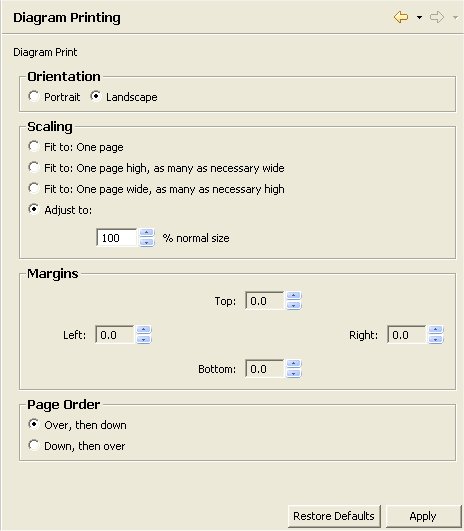 Diagram Printing
Diagram Print
Orientation
Portrait Landscape
Scaling
Fit to: One page
Fit to: One page high, as many as necessary wide
Fit to: One page wide, as many as necessary high
Adjust to:
100 % normal size
Margins
Top: 0.0
Left: 0.0 Right: 0.0
Bottom: 0.0
Page Order
Over, then down
Down, then over
Restore Defaults Apply